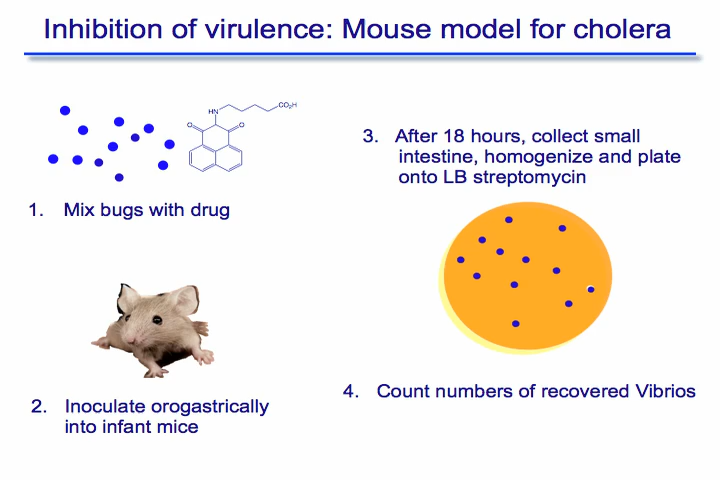 Inhibition of virulence: Mouse model for cholera
HN
CO₂H
O
O
1. Mix bugs with drug
2. Inoculate orogastrically
into infant mice
3. After 18 hours, collect small
intestine, homogenize and plate
onto LB streptomycin
4. Count numbers of recovered Vibrios